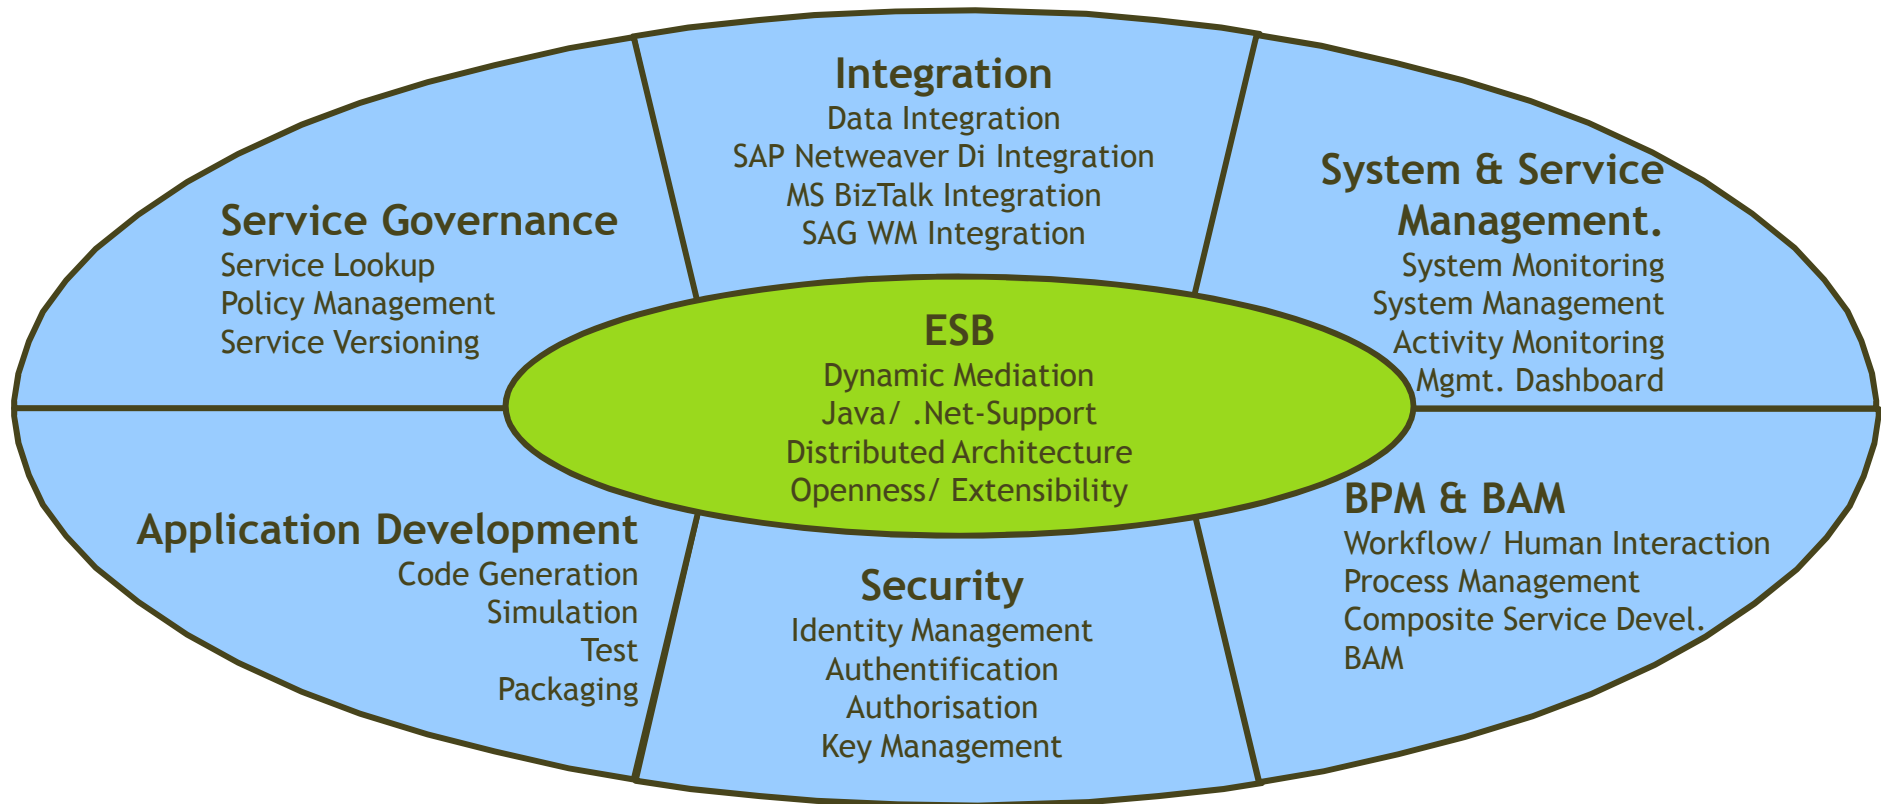 Integration
Data Integration
SAP Netweaver Di Integration
MS BizTalk Integration
SAG WM Integration
Service Governance
Service Lookup
Policy Management
Service Versioning
System & Service
Management.
System Monitoring
System Management
Activity Monitoring
Mgmt. Dashboard
ESB
Dynamic Mediation
Java/ .Net-Support
Distributed Architecture
Openness/ Extensibility
Application Development
Code Generation
Simulation
Test
Packaging
Security
Identity Management
Authentification
Authorisation
Key Management
BPM & BAM
Workflow/ Human Interaction
Process Management
Composite Service Devel.
BAM